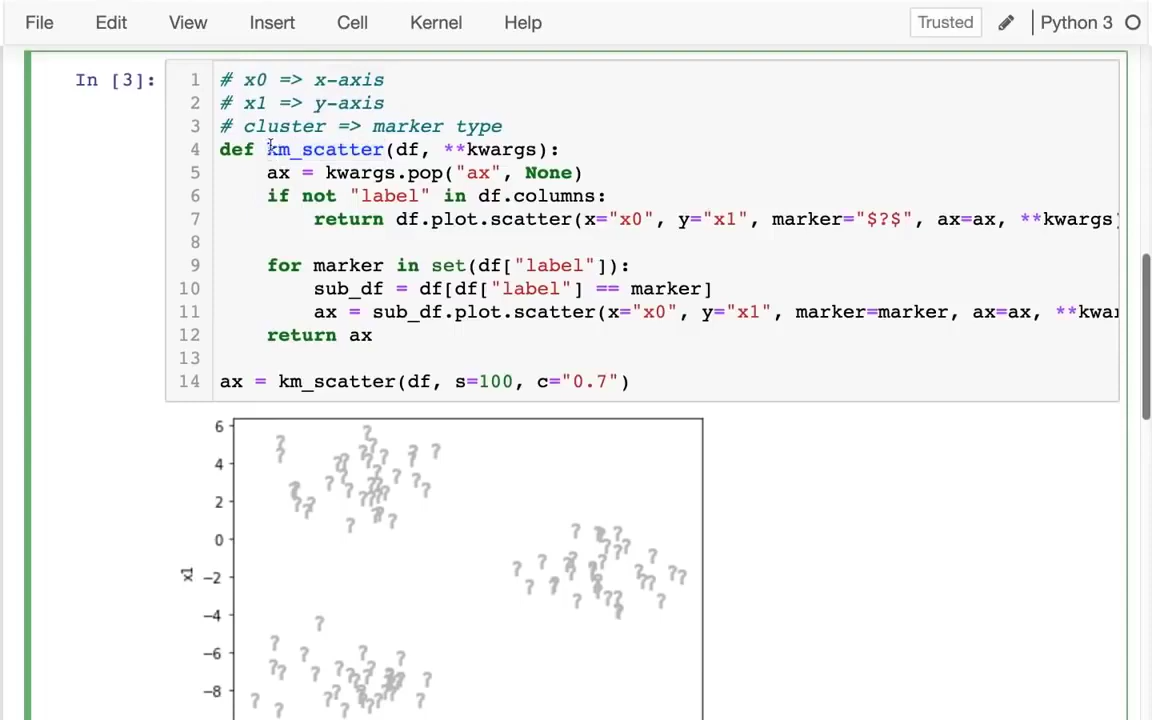 File Edit View Insert Cell Kernel Help Trusted Python 3
In [3]:
1 # x0 => x-axis
2 # x1 => y-axis
3 # cluster => marker type
4 def km_scatter(df, **kwargs):
5 ax = kwargs.pop("ax", None)
6 if not "label" in df.columns:
7 return df.plot.scatter(x="x0", y="x1", marker="$?$", ax=ax, **kwargs
8
9 for marker in set(df["label"]):
10 sub_df = df[df["label"] == marker]
11 ax = sub_df.plot.scatter(x="x0", y="x1", marker=marker, ax=ax, **kwar
12 return ax
13
14 ax = km_scatter(df, s=100, c="0.7")
6
4
2
0
−2
−4
−6
−8
x1